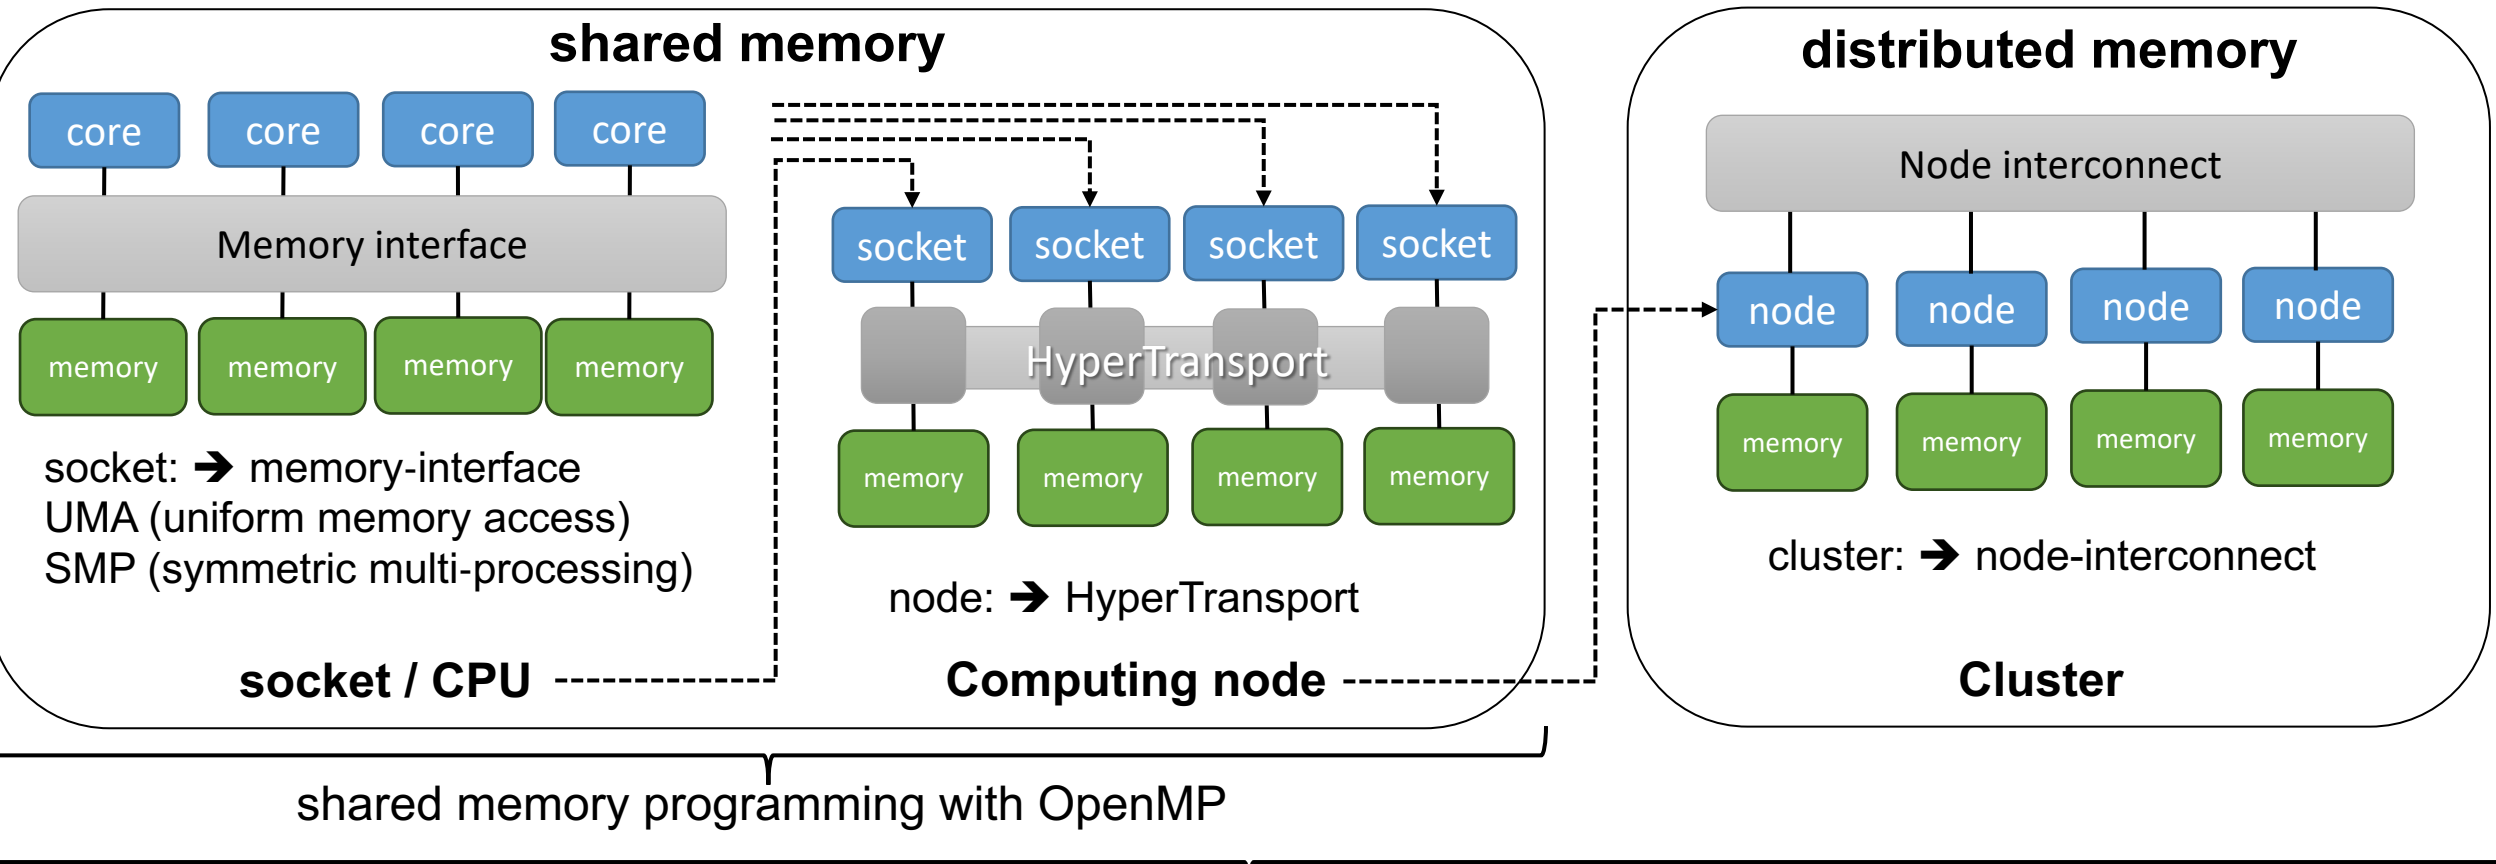 shared memory
core core core core
Memory interface
memory memory memory memory
socket: ➔ memory-interface
UMA (uniform memory access)
SMP (symmetric multi-processing)
socket / CPU
socket socket socket socket
HyperTransport
memory memory memory memory
node: ➔ HyperTransport
Computing node
distributed memory
Node interconnect
node node node node
memory memory memory memory
cluster: ➔ node-interconnect
Cluster
shared memory programming with OpenMP